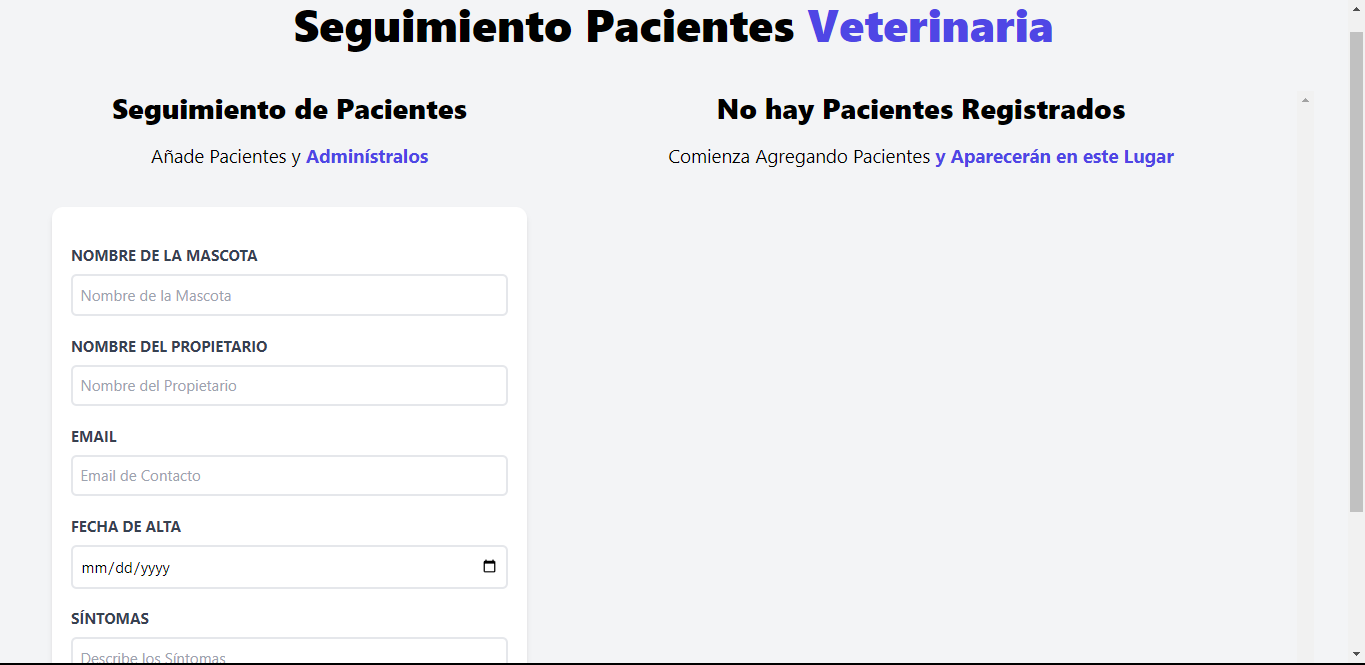 Seguimiento Pacientes Veterinaria
Seguimiento de Pacientes
Añade Pacientes y Adminístralos
NOMBRE DE LA MASCOTA
Nombre de la Mascota
NOMBRE DEL PROPIETARIO
Nombre del Propietario
EMAIL
Email de Contacto
FECHA DE ALTA
mm/dd/yyyy
SÍNTOMAS
Describe los Síntomas
No hay Pacientes Registrados
Comienza Agregando Pacientes y Aparecerán en este Lugar